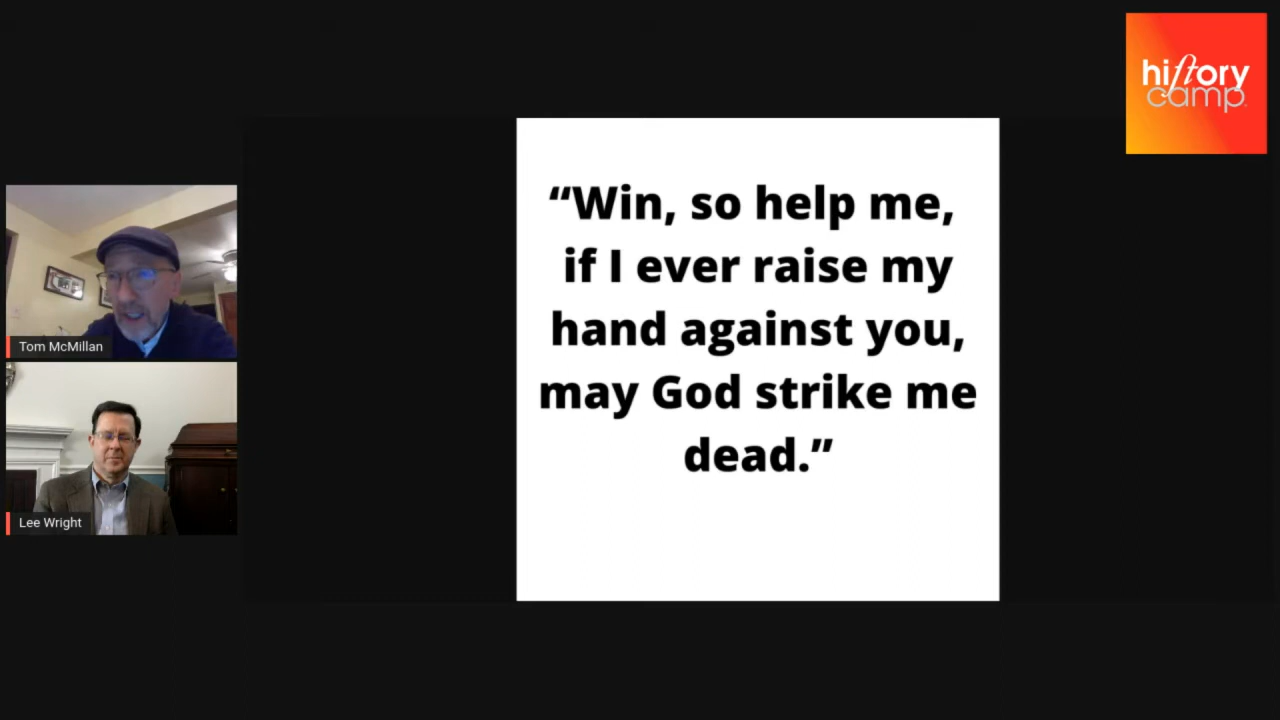 hiſtory
camp
“Win, so help me,
if I ever raise my
hand against you,
may God strike me
dead.”
Tom McMillan
Lee Wright